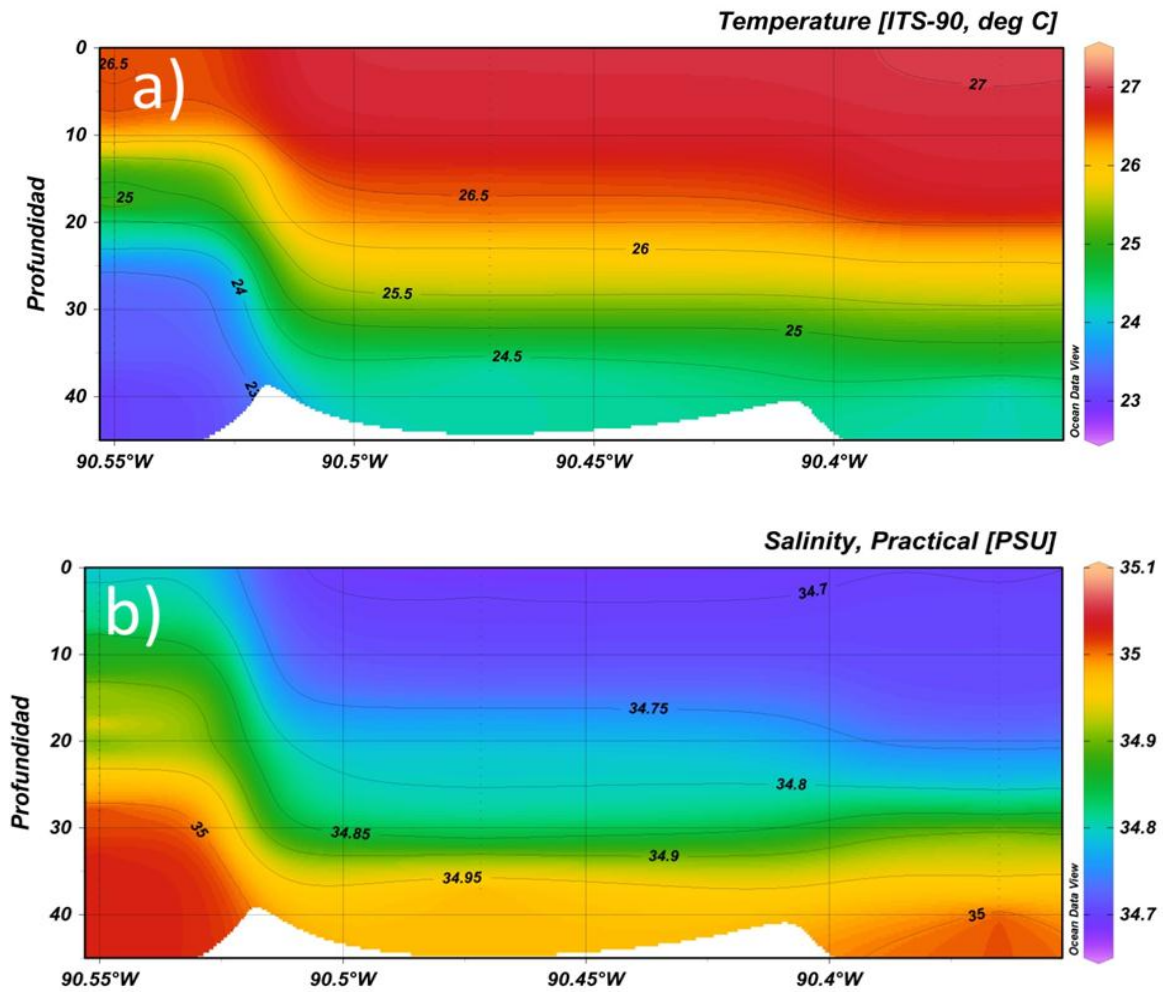 Temperature [ITS-90, deg C]
a)
0
10
20
30
40
Profundidad
26.5
27
26.5
25
26
24
25.5
25
24.5
23
27
26
25
24
23
Ocean Data View
90.55°W
90.5°W
90.45°W
90.4°W
Salinity, Practical [PSU]
b)
0
10
20
30
40
Profundidad
34.7
34.75
34.8
35
34.85
34.9
34.95
35
35.1
35
34.9
34.8
34.7
Ocean Data View
90.55°W
90.5°W
90.45°W
90.4°W